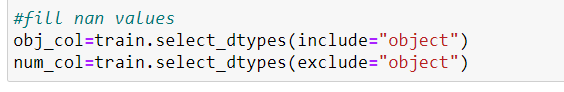 #fill nan values
obj_col=train.select_dtypes(include="object")
num_col=train.select_dtypes(exclude="object")